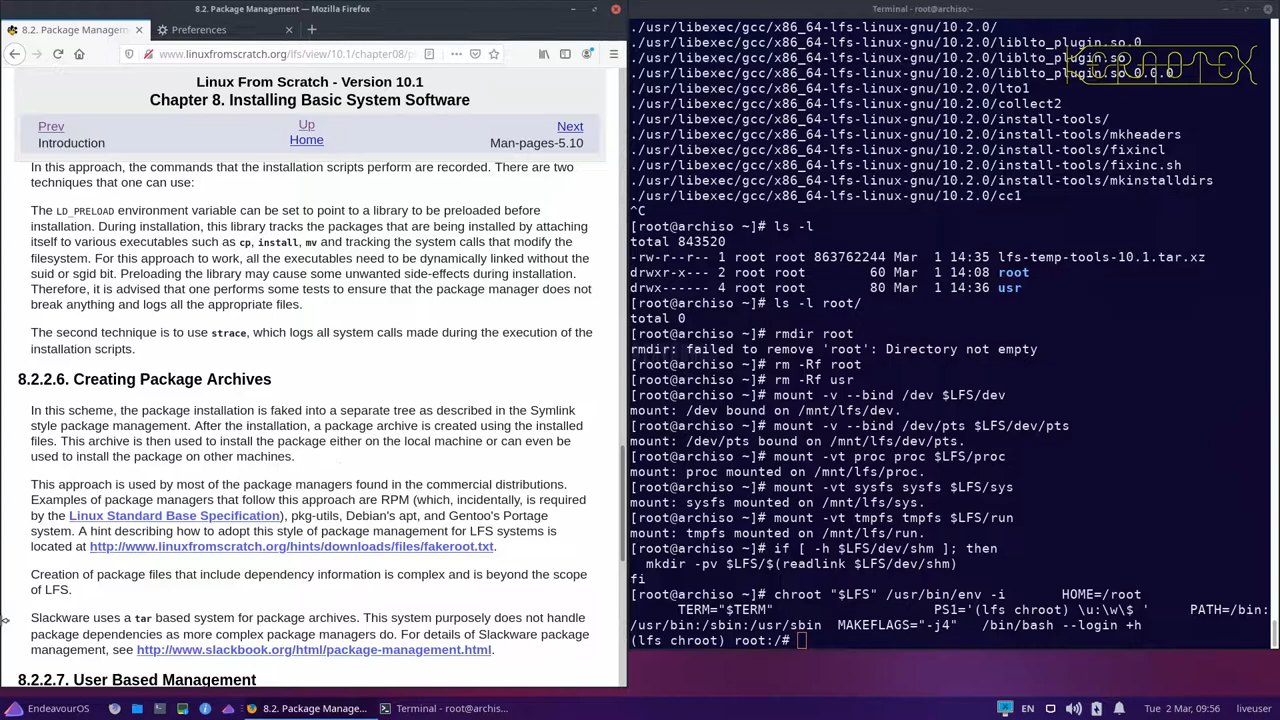 8.2. Package Management — Mozilla Firefox
8.2. Package Managem
Preferences
www.linuxfromscratch.org/lfs/view/10.1/chapter08/p
Linux From Scratch - Version 10.1
Chapter 8. Installing Basic System Software
Prev
Up
Next
Introduction
Home
Man-pages-5.10
In this approach, the commands that the installation scripts perform are recorded. There are two
techniques that one can use:
The LD_PRELOAD environment variable can be set to point to a library to be preloaded before
installation. During installation, this library tracks the packages that are being installed by attaching
itself to various executables such as cp, install, mv and tracking the system calls that modify the
filesystem. For this approach to work, all the executables need to be dynamically linked without the
suid or sgid bit. Preloading the library may cause some unwanted side-effects during installation.
Therefore, it is advised that one performs some tests to ensure that the package manager does not
break anything and logs all the appropriate files.
The second technique is to use strace, which logs all system calls made during the execution of the
installation scripts.
8.2.2.6. Creating Package Archives
In this scheme, the package installation is faked into a separate tree as described in the Symlink
style package management. After the installation, a package archive is created using the installed
files. This archive is then used to install the package either on the local machine or can even be
used to install the package on other machines.
This approach is used by most of the package managers found in the commercial distributions.
Examples of package managers that follow this approach are RPM (which, incidentally, is required
by the Linux Standard Base Specification), pkg-utils, Debian's apt, and Gentoo's Portage
system. A hint describing how to adopt this style of package management for LFS systems is
located at http://www.linuxfromscratch.org/hints/downloads/files/fakeroot.txt.
Creation of package files that include dependency information is complex and is beyond the scope
of LFS.
Slackware uses a tar based system for package archives. This system purposely does not handle
package dependencies as more complex package managers do. For details of Slackware package
management, see http://www.slackbook.org/html/package-management.html.
8.2.2.7. User Based Management
Terminal - root@archiso:~
./usr/libexec/gcc/x86_64-lfs-linux-gnu/10.2.0/
./usr/libexec/gcc/x86_64-lfs-linux-gnu/10.2.0/liblto_plugin.so.0
./usr/libexec/gcc/x86_64-lfs-linux-gnu/10.2.0/liblto_plugin.so
./usr/libexec/gcc/x86_64-lfs-linux-gnu/10.2.0/liblto_plugin.so.0.0.0
./usr/libexec/gcc/x86_64-lfs-linux-gnu/10.2.0/lto1
./usr/libexec/gcc/x86_64-lfs-linux-gnu/10.2.0/collect2
./usr/libexec/gcc/x86_64-lfs-linux-gnu/10.2.0/install-tools/
./usr/libexec/gcc/x86_64-lfs-linux-gnu/10.2.0/install-tools/mkheaders
./usr/libexec/gcc/x86_64-lfs-linux-gnu/10.2.0/install-tools/fixincl
./usr/libexec/gcc/x86_64-lfs-linux-gnu/10.2.0/install-tools/fixinc.sh
./usr/libexec/gcc/x86_64-lfs-linux-gnu/10.2.0/install-tools/mkinstalldirs
./usr/libexec/gcc/x86_64-lfs-linux-gnu/10.2.0/cc1
^C
[root@archiso ~]# ls -l
total 843520
-rw-r--r-- 1 root root 863762244 Mar  1 14:35 lfs-temp-tools-10.1.tar.xz
drwxr-x--- 2 root root        60 Mar  1 14:08 root
drwx------ 4 root root        80 Mar  1 14:36 usr
[root@archiso ~]# ls -l root/
total 0
[root@archiso ~]# rmdir root
rmdir: failed to remove 'root': Directory not empty
[root@archiso ~]# rm -Rf root
[root@archiso ~]# rm -Rf usr
[root@archiso ~]# mount -v --bind /dev $LFS/dev
mount: /dev bound on /mnt/lfs/dev.
[root@archiso ~]# mount -v --bind /dev/pts $LFS/dev/pts
mount: /dev/pts bound on /mnt/lfs/dev/pts.
[root@archiso ~]# mount -vt proc proc $LFS/proc
mount: proc mounted on /mnt/lfs/proc.
[root@archiso ~]# mount -vt sysfs sysfs $LFS/sys
mount: sysfs mounted on /mnt/lfs/sys.
[root@archiso ~]# mount -vt tmpfs tmpfs $LFS/run
mount: tmpfs mounted on /mnt/lfs/run.
[root@archiso ~]# if [ -h $LFS/dev/shm ]; then
  mkdir -pv $LFS/$(readlink $LFS/dev/shm)
fi
[root@archiso ~]# chroot "$LFS" /usr/bin/env -i      HOME=/root
       TERM="$TERM"                      PS1='(lfs chroot) \u:\w\$ '      PATH=/bin:
/usr/bin:/sbin:/usr/sbin  MAKEFLAGS="-j4"   /bin/bash --login +h
(lfs chroot) root:/#
EndeavourOS
8.2. Package Manage...
Terminal - root@archiso...
EN
Tue 2 Mar, 09:56
liveuser